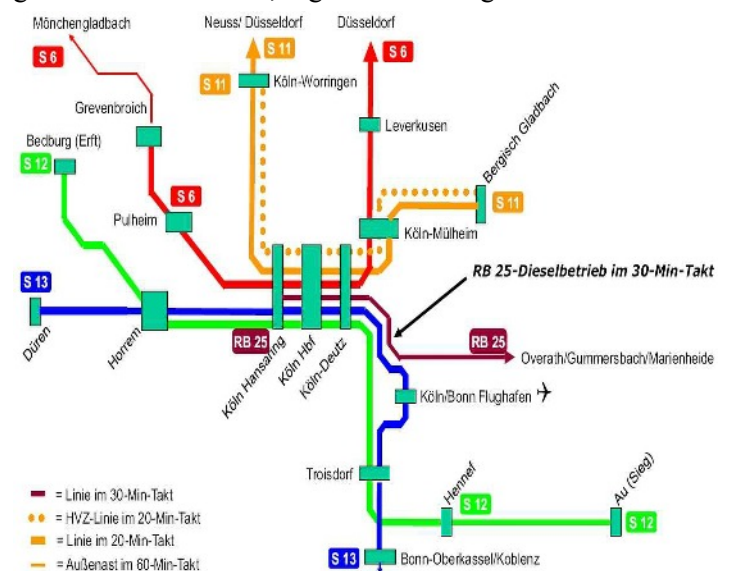 Neuss/ Düsseldorf
Düsseldorf
Mönchengladbach
S 11
S 6
S 6
S 11
Köln-Worringen
Grevenbroich
Leverkusen
Bergisch Gladbach
Bedburg (Erft)
S 12
S 6
S 11
Pulheim
Köln-Mülheim
RB 25-Dieselbetrieb im 30-Min-Takt
S 13
Düren
Horrem
RB 25
Köln Hansaring
Köln Hbf
Köln-Deutz
RB 25
Overath/Gummersbach/Marienheide
Köln/Bonn Flughafen
Troisdorf
Hennef
Au (Sieg)
S 12
S 12
= Linie im 30-Min-Takt
= HVZ-Linie im 20-Min-Takt
= Linie im 20-Min-Takt
= Außenast im 60-Min-Takt
S 13
Bonn-Oberkassel/Koblenz